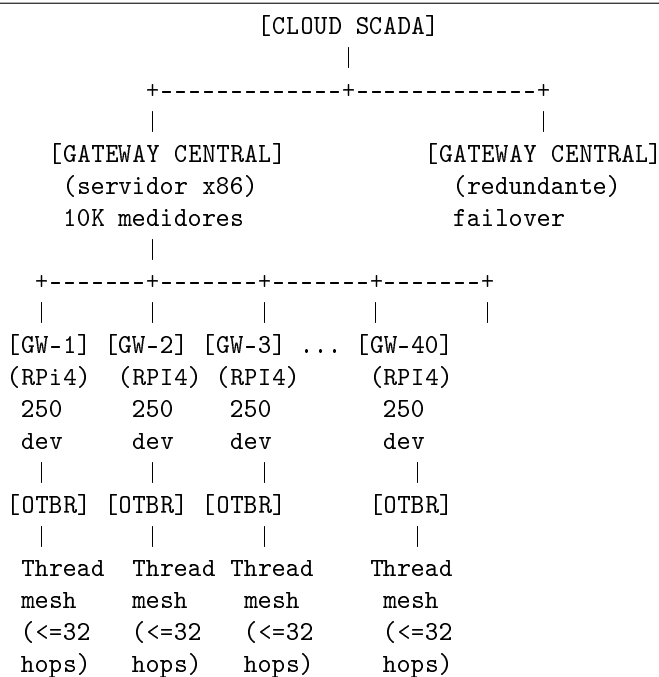 [CLOUD SCADA]
|
+-------------+-------------+
| |
[GATEWAY CENTRAL] [GATEWAY CENTRAL]
(servidor x86) (redundante)
10K medidores failover
|
+-------+-------+-------+-------+
| | | | |
[GW-1] [GW-2] [GW-3] ... [GW-40]
(RPi4) (RPI4) (RPI4) (RPI4)
250 250 250 250
dev dev dev dev
| | | |
[OTBR] [OTBR] [OTBR] [OTBR]
| | | |
Thread Thread Thread Thread
mesh mesh mesh mesh
(<=32 (<=32 (<=32 (<=32
hops) hops) hops) hops)